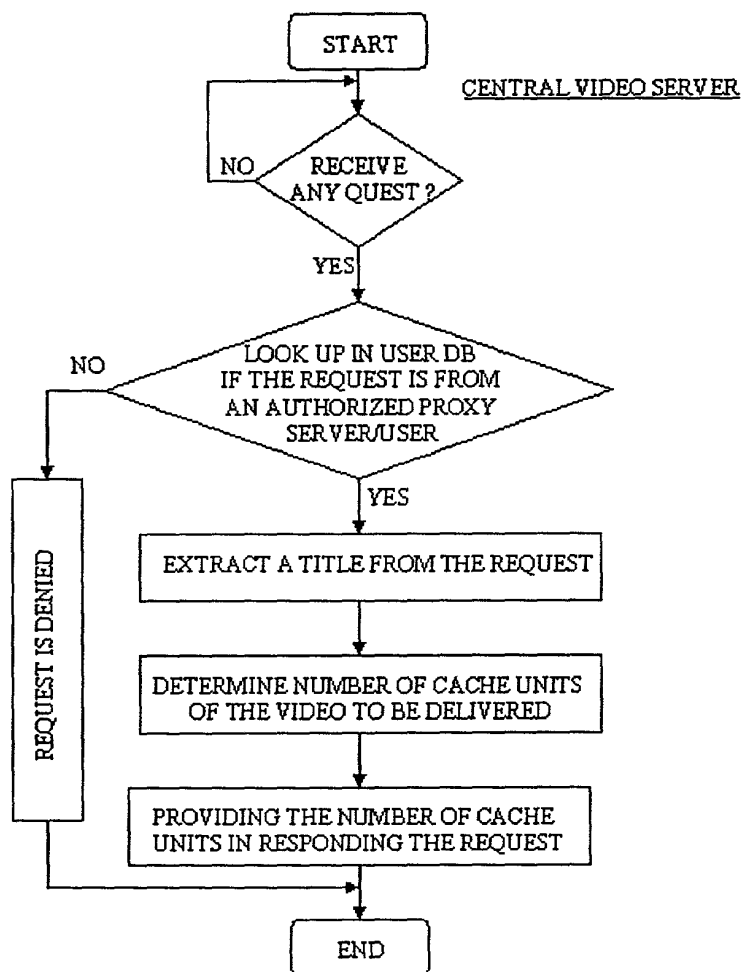 START
CENTRAL VIDEO SERVER
NO
RECEIVE
ANY QUEST ?
YES
NO
LOOK UP IN USER DB
IF THE REQUEST IS FROM
AN AUTHORIZED PROXY
SERVER/USER
YES
REQUEST IS DENIED
EXTRACT A TITLE FROM THE REQUEST
DETERMINE NUMBER OF CACHE UNITS
OF THE VIDEO TO BE DELIVERED
PROVIDING THE NUMBER OF CACHE
UNITS IN RESPONDING THE REQUEST
END